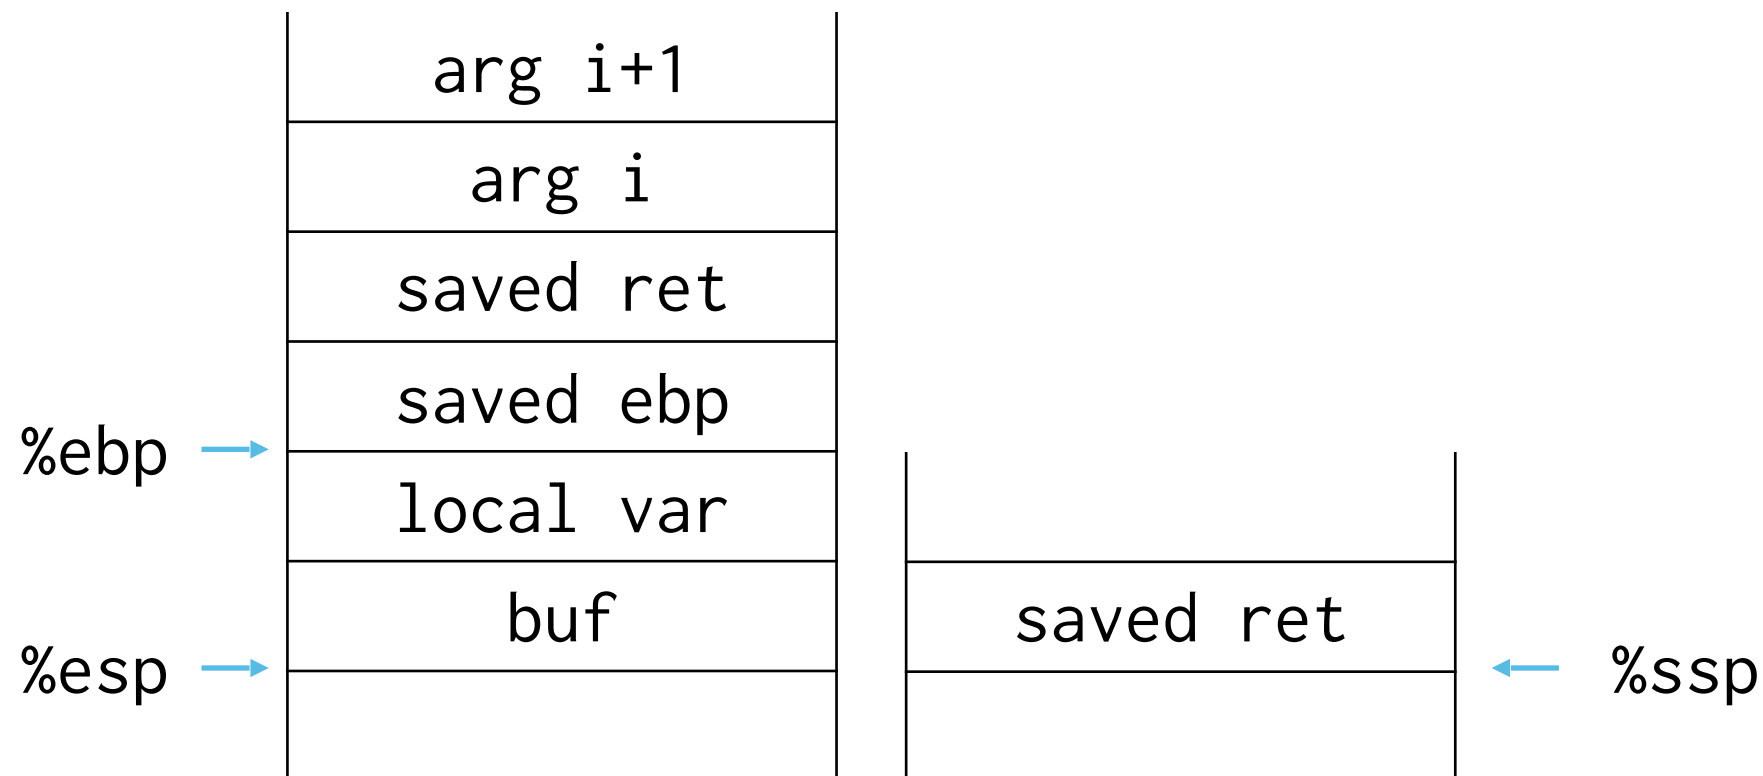 arg i+1
arg i
saved ret
saved ebp
%ebp
local var
buf
saved ret
%esp
%ssp